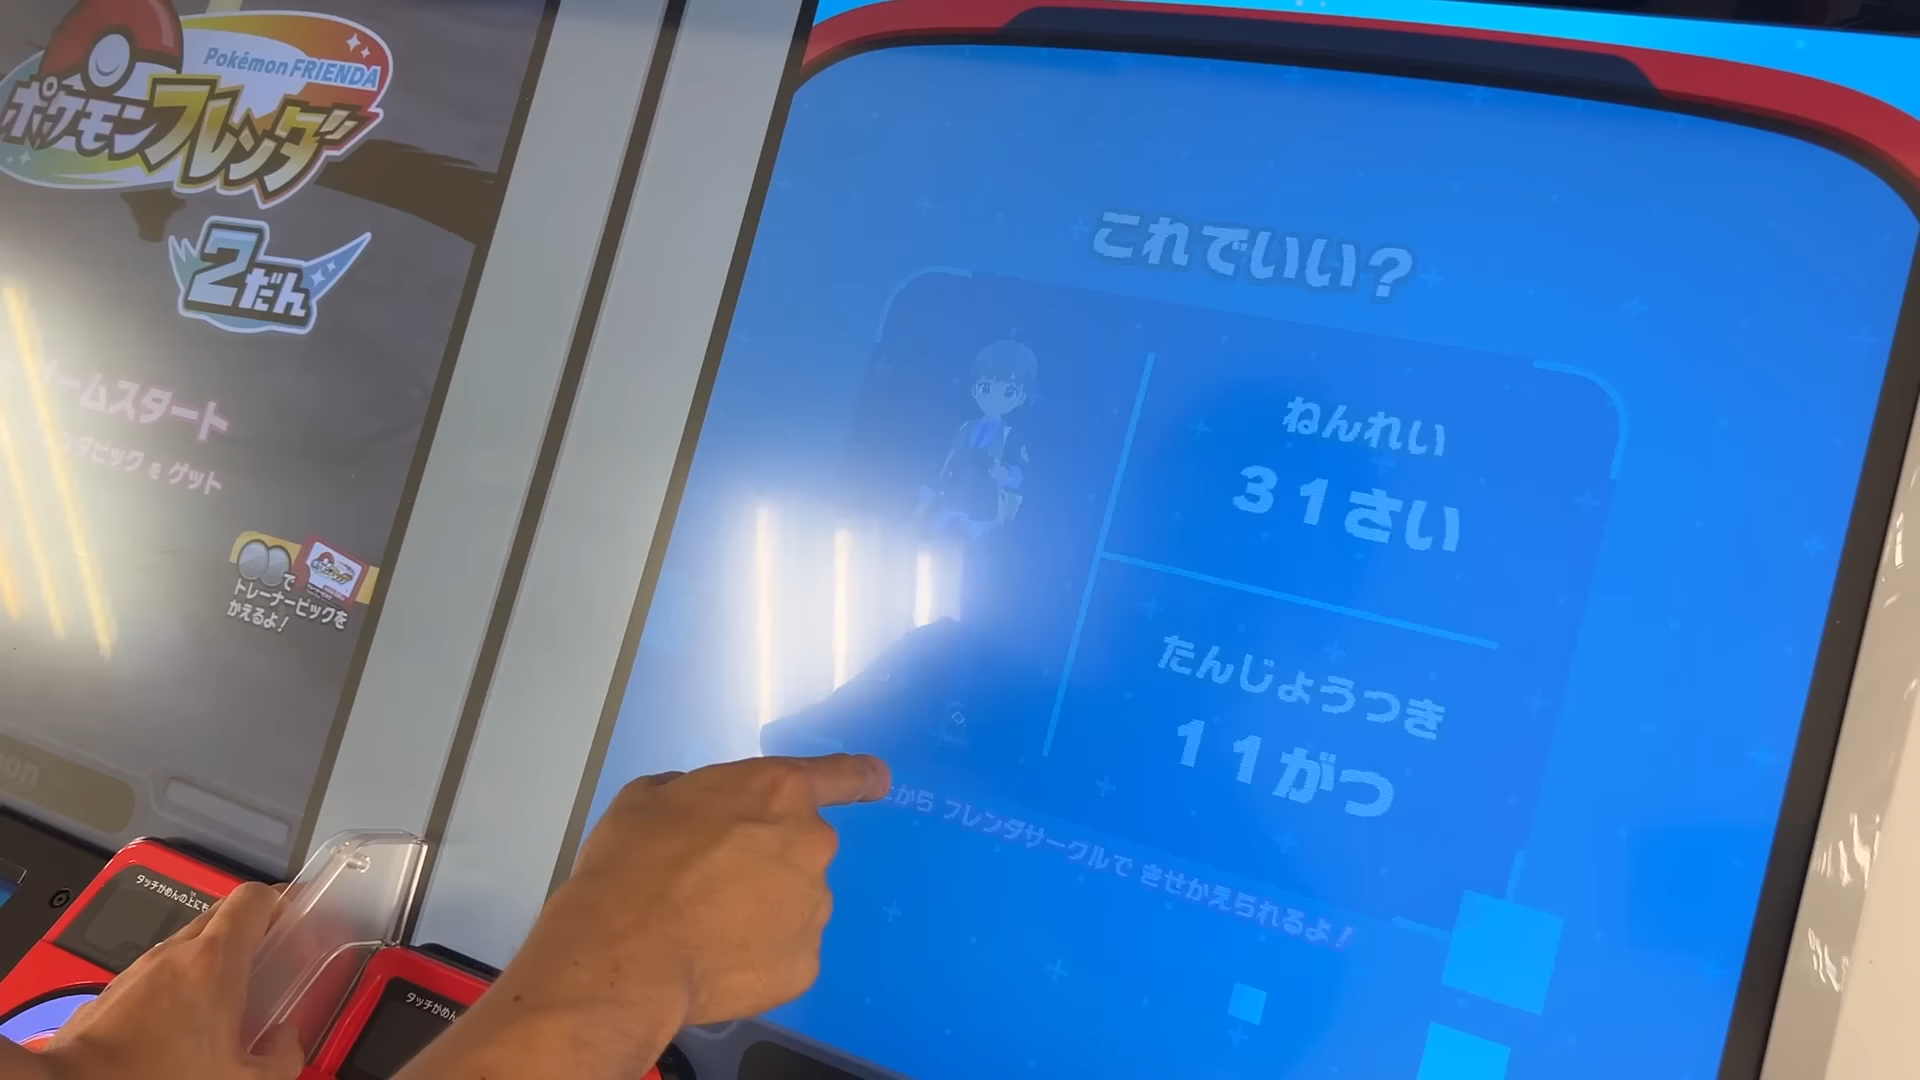 Pokémon FRIENDA
ポケモンフレンダ
2だん
ームスタート
ンダピックをゲット
で
トレーナーピックを
かえるよ！
タッチがめんの上にも
タッチがめん
これでいい？
ねんれい
31さい
たんじょうつき
11がつ
から フレンダサークルで きせかえられるよ！